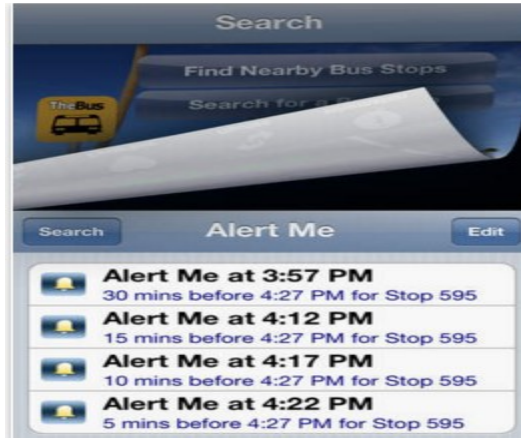 Search
Find Nearby Bus Stops
TheBus
Search for a
Search
Alert Me
Edit
Alert Me at 3:57 PM
30 mins before 4:27 PM for Stop 595
Alert Me at 4:12 PM
15 mins before 4:27 PM for Stop 595
Alert Me at 4:17 PM
10 mins before 4:27 PM for Stop 595
Alert Me at 4:22 PM
5 mins before 4:27 PM for Stop 595